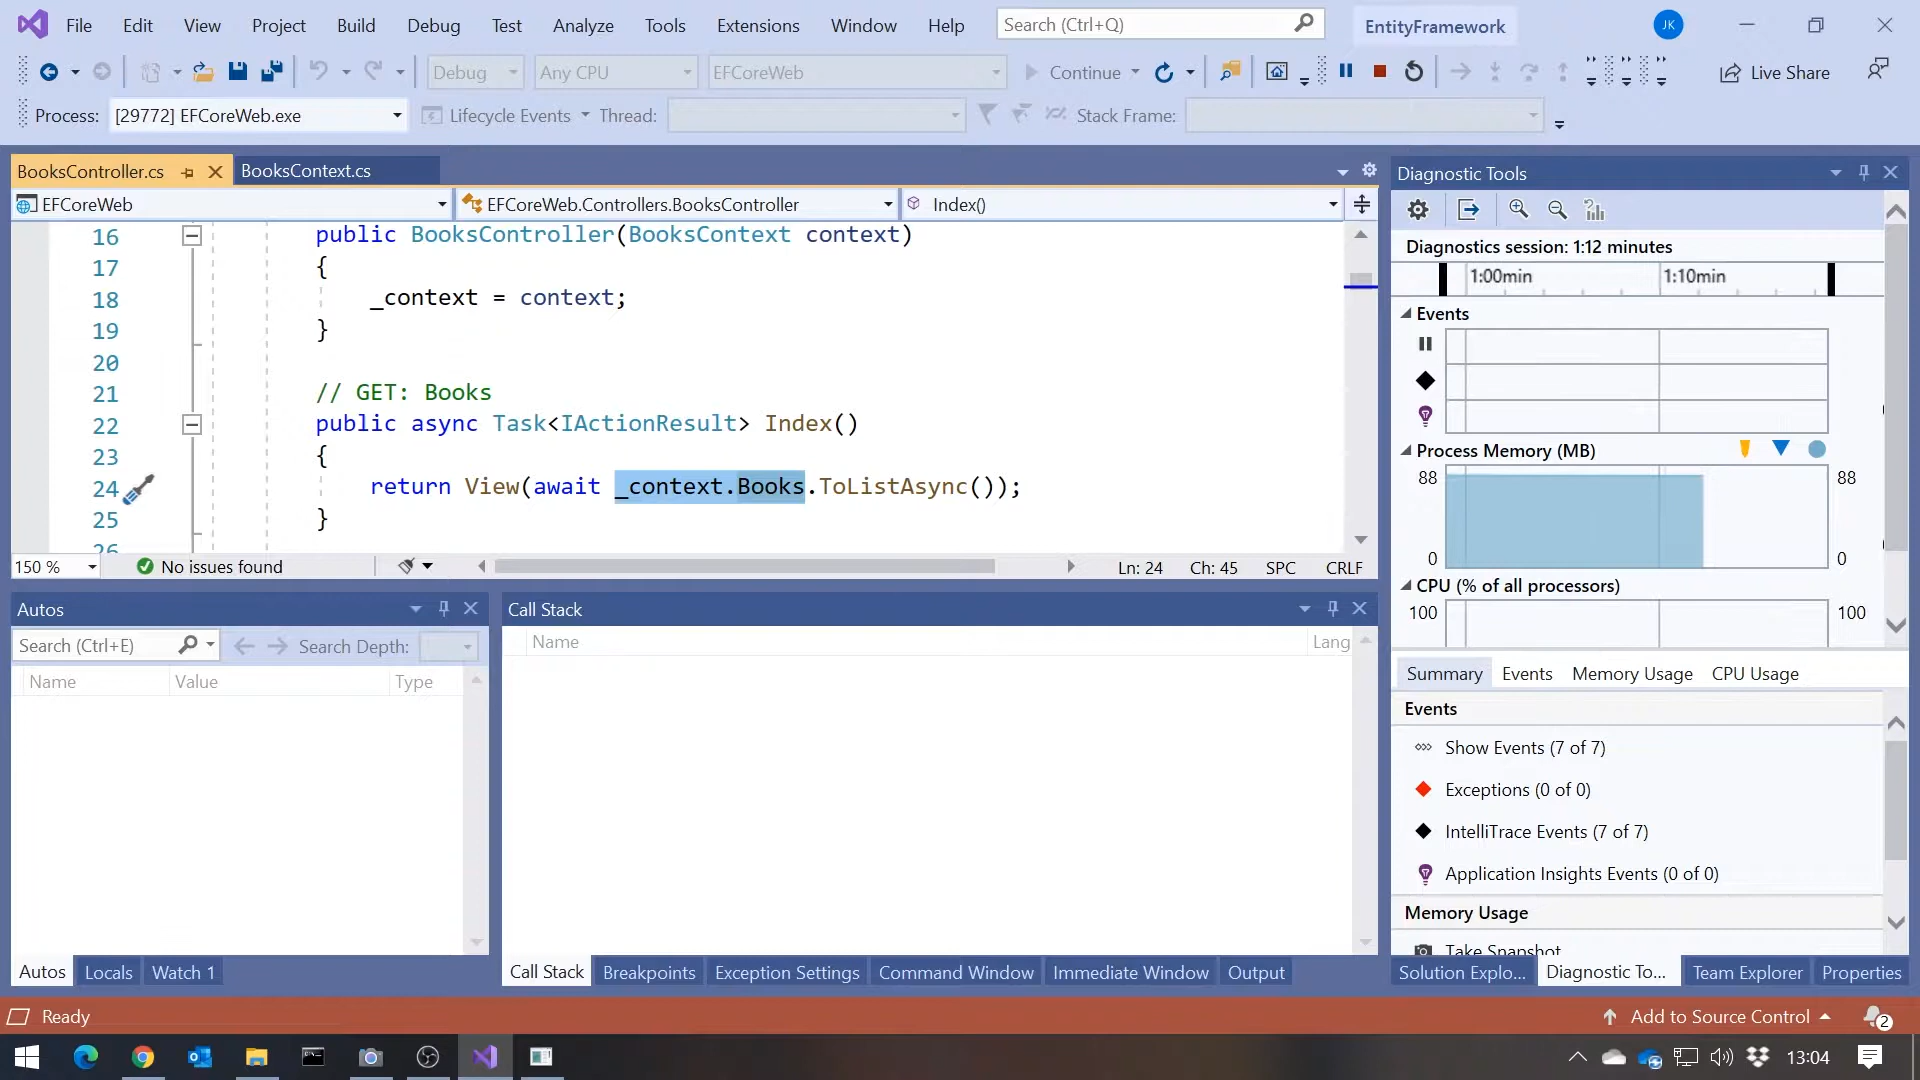 File Edit View Project Build Debug Test Analyze Tools Extensions Window Help Search (Ctrl+Q) EntityFramework JK
Debug Any CPU EFCoreWeb Continue Live Share
Process: [29772] EFCoreWeb.exe Lifecycle Events Thread: Stack Frame:
BooksController.cs BooksContext.cs
EFCoreWeb EFCoreWeb.Controllers.BooksController Index()
16 public BooksController(BooksContext context)
17 {
18 _context = context;
19 }
20
21 // GET: Books
22 public async Task<IActionResult> Index()
23 {
24 return View(await _context.Books.ToListAsync());
25 }
26
150 % No issues found Ln: 24 Ch: 45 SPC CRLF
Autos
Search (Ctrl+E) Search Depth:
Name Value Type
Autos Locals Watch 1
Call Stack
Name Lang
Call Stack Breakpoints Exception Settings Command Window Immediate Window Output
Diagnostic Tools
Diagnostics session: 1:12 minutes
1:00min 1:10min
Events
Process Memory (MB)
88 88
0 0
CPU (% of all processors)
100 100
Summary Events Memory Usage CPU Usage
Events
Show Events (7 of 7)
Exceptions (0 of 0)
IntelliTrace Events (7 of 7)
Application Insights Events (0 of 0)
Memory Usage
Take Snapshot
Solution Explo... Diagnostic To... Team Explorer Properties
Ready Add to Source Control 2
13:04